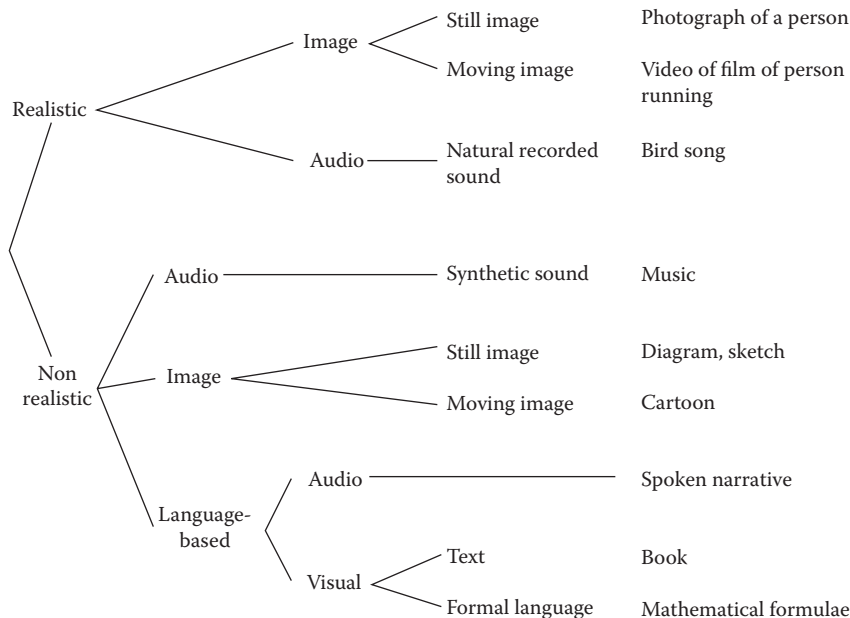 Still image
Photograph of a person
Image
Moving image
Video of film of person
running
Realistic
Audio
Natural recorded
sound
Bird song
Audio
Synthetic sound
Music
Non
realistic
Image
Still image
Diagram, sketch
Moving image
Cartoon
Language-
based
Audio
Spoken narrative
Visual
Text
Book
Formal language
Mathematical formulae